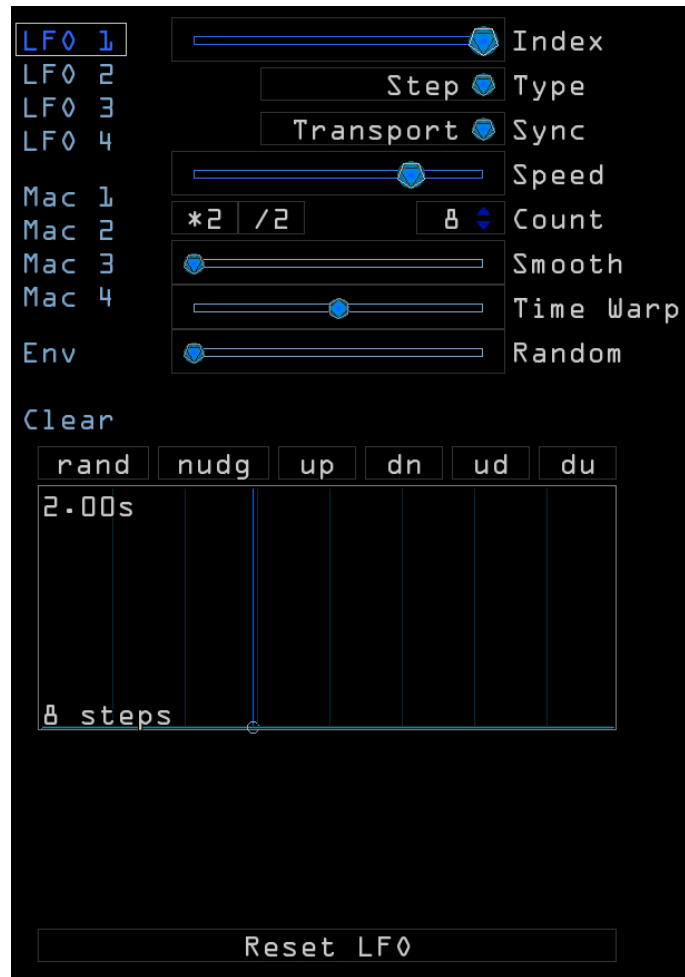 LFO 1 Index
LFO 2 Step Type
LFO 3
LFO 4 Transport Sync
Speed
Mac 1
Mac 2 *2 /2 8 Count
Mac 3 Smooth
Mac 4 Time Warp
Env Random
Clear
rand nudg up dn ud du
2.00s
8 steps
Reset LFO